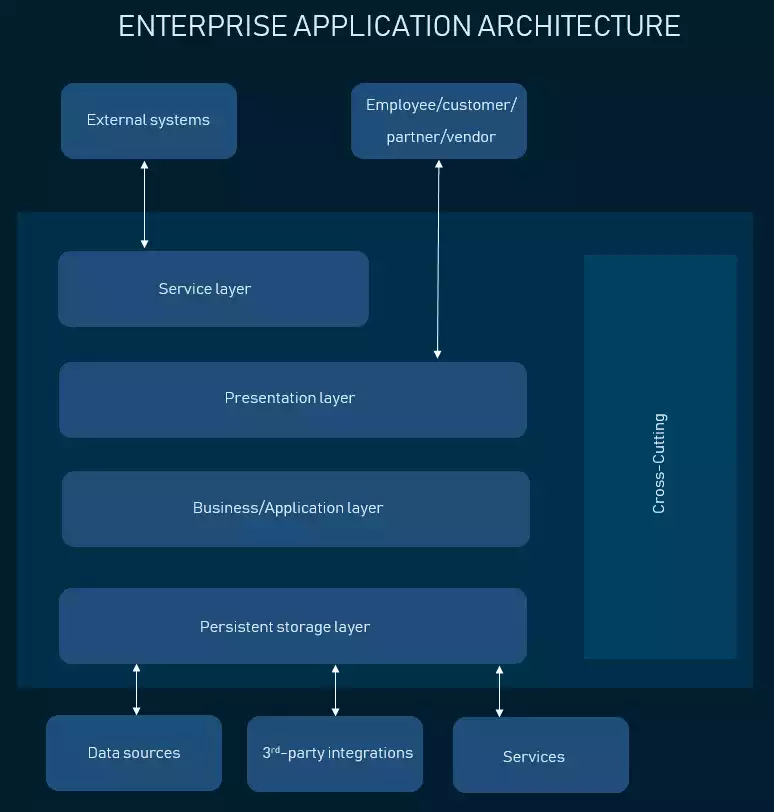 ENTERPRISE APPLICATION ARCHITECTURE
External systems
Employee/customer/
partner/vendor
Service layer
Presentation layer
Business/Application layer
Persistent storage layer
Cross-Cutting
Data sources
3rd-party integrations
Services